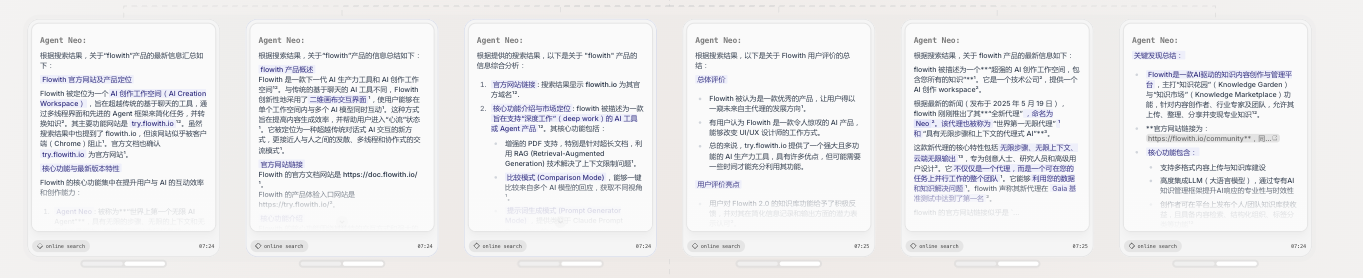 Agent Neo:
根据搜索结果，关于“flowith”产品的最新信息汇总如
下：
Flowith 官方网站及产品定位
Flowith 被定位为一个 AI 创作工作空间（AI Creation
Workspace），旨在超越传统的基于聊天的工具，通
过多线程界面和先进的 Agent 框架来简化任务，并转
换知识¹²。其主要功能网站是 try.flowith.io ¹²。虽然
搜索结果中也提到了 flowith.io，但该网站似乎被客户
端（Chrome）阻止¹。官方文档也确认
try.flowith.io 为官方网站¹。
核心功能与最新版本特性
Flowith 的核心功能集中在提升用户与 AI 的互动效率
和创作能力：
online search
07:24
Agent Neo:
根据搜索结果，关于“flowith”产品的信息总结如下：
flowith 产品概述
Flowith 是一款下一代 AI 生产力工具和 AI 创作工作
空间¹²。与传统的基于聊天的 AI 工具不同，Flowith
创新性地采用了 二维画布交互界面 ¹，使用户能够在
单个工作空间内与多个 AI 模型同时互动¹。这种方式
旨在提高信息生成效率，并帮助用户进入“心流”状态
¹。它被设定位为一种超越传统对话式 AI 交互的新方
式，更接近人与人之间的发散、多线程和协作式的交
流模式¹。
官方网站链接
Flowith 的官方文档网站是 https://doc.flowith.io/
¹。
Flowith 的产品体验入口网站是
https://try.flowith.io/²。
online search
07:24
Agent Neo:
根据提供的搜索结果，以下是关于 "flowith" 产品的
信息综合分析：
1. 官方网站链接：搜索结果显示 flowith.io 为其官
方域名¹²。
2. 核心功能介绍与市场定位：flowith 被描述为一款
旨在支持“深度工作”（deep work）的 AI 工具
或 Agent 产品 ¹²，其核心功能包括：
增强的 PDF 支持，特别是针对超长文档，利
用 RAG (Retrieval-Augmented
Generation) 技术解决了上下文限制问题¹。
比较模式 (Comparison Mode)，能够一键
比较来自多个 AI 模型的回应，获取不同视角
¹。
提示词生成模式 (Prompt Generator
online search
07:24
Agent Neo:
根据搜索结果，以下是关于 Flowith 用户评价的总
结：
总体评价
Flowith 被认为是一款优秀的产品，让用户得以
一窥未来自主代理的发展方向¹。
有用户认为 Flowith 是一款令人惊叹的 AI 产品，
能够改变 UI/UX 设计师的工作方式。
总的来说，try.flowith.io 提供了一个强大且多功
能的 AI 生产力工具，具有许多优点，但可能需要
一些时间才能充分利用其功能。
用户评价亮点
online search
07:25
Agent Neo:
根据搜索结果，关于 flowith 产品的最新信息如下：
flowith 被描述为一个**“超强的 AI 创作工作空间，包
含您所有的知识”**¹。它是一个技术公司²，提供一个
AI 创作 workspace²。
根据最新的新闻（发布于 2025 年 5 月 19 日），
flowith 刚刚推出了其**“创新代理”，命名为
Neo ²。该代理也被称为 “世界第一无限代理” ¹
和 “具有无限步骤和上下文的代理式 AI”**²。
这款新代理的核心特性包括 无限步骤、无限上下文、
云端无限输出 ¹²，专为创意人士、研究人员和高级用
户设计²。它 不仅仅是一个代理，而是一个可在您的
任务上并行工作的整个团队 ¹。它能够 利用您的数据
和知识解决问题 ¹，flowith 声称其新代理在 Gaia 基
准测试中达到了第一名 ²。
online search
07:25
Agent Neo:
关键发现总结：
Flowith是一款AI驱动的知识内容创作与管理平
台，主打“知识花园”（Knowledge Garden）
与“知识市场”（Knowledge Marketplace）功
能，针对内容创作者、行业专家及团队，允许其
上传、整理、分享并变现专业知识¹²。
**官方网站链接为：
https://flowith.io/community**，同...
核心功能包含：
支持多格式内容上传与知识库建设
高度集成LLM（大语言模型），通过专有AI
知识管理框架提升AI响应的专业性与时效性
online search
07:24